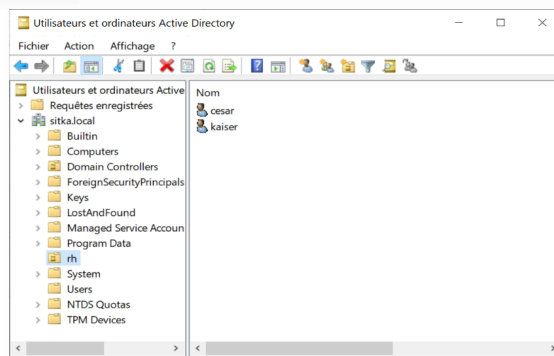 Utilisateurs et ordinateurs Active Directory
Fichier Action Affichage ?
Utilisateurs et ordinateurs Active
Requêtes enregistrées
sitka.local
Builtin
Computers
Domain Controllers
ForeignSecurityPrincipals
Keys
LostAndFound
Managed Service Accoun
Program Data
rh
System
Users
NTDS Quotas
TPM Devices
Nom
cesar
kaiser